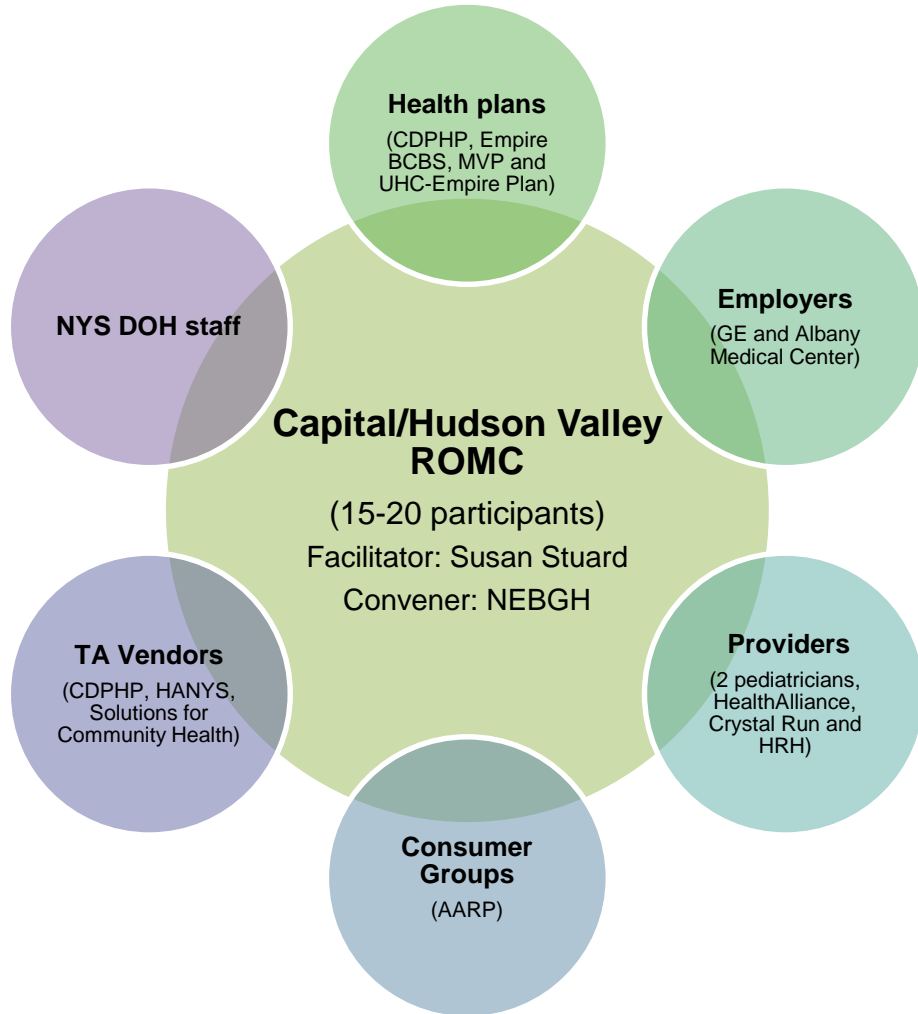 Health plans
(CDPHP, Empire
BCBS, MVP and
UHC-Empire Plan)
Employers
(GE and Albany
Medical Center)
Providers
(2 pediatricians,
HealthAlliance,
Crystal Run and
HRH)
Consumer
Groups
(AARP)
TA Vendors
(CDPHP, HANYS,
Solutions for
Community Health)
NYS DOH staff
Capital/Hudson Valley
ROMC
(15-20 participants)
Facilitator: Susan Stuard
Convener: NEBGH